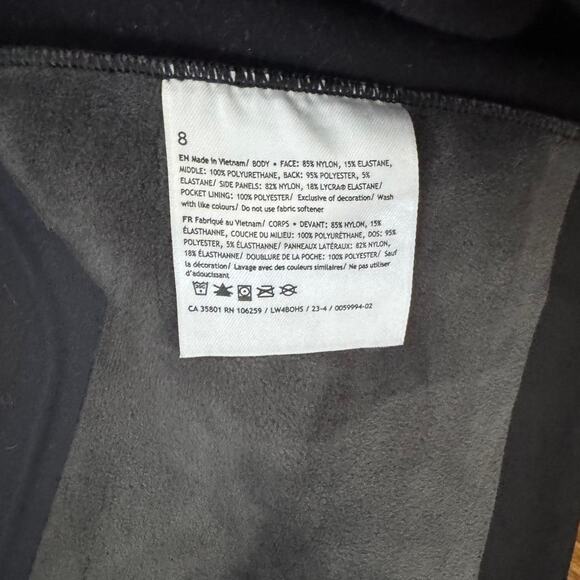 8
EN Made in Vietnam/ BODY • FACE: 85% NYLON, 15% ELASTANE,
MIDDLE: 100% POLYURETHANE, BACK: 95% POLYESTER, 5%
ELASTANE/ SIDE PANELS: 82% NYLON, 18% LYCRA® ELASTANE/
POCKET LINING: 100% POLYESTER/ Exclusive of decoration/ Wash
with like colours/ Do not use fabric softener
FR Fabriqué au Vietnam/ CORPS • DEVANT: 85% NYLON, 15%
ÉLASTHANNE, COUCHE DU MILIEU: 100% POLYURÉTHANE, DOS: 95%
POLYESTER, 5% ÉLASTHANNE/ PANNEAUX LATÉRAUX: 82% NYLON,
18% ÉLASTHANNE/ DOUBLURE DE LA POCHE: 100% POLYESTER/ Sauf
la décoration/ Lavage avec des couleurs similaires/ Ne pas utiliser
d'adoucissant
CA 35801 RN 106259 / LW4BOHS / 23-4 / 0059994-02